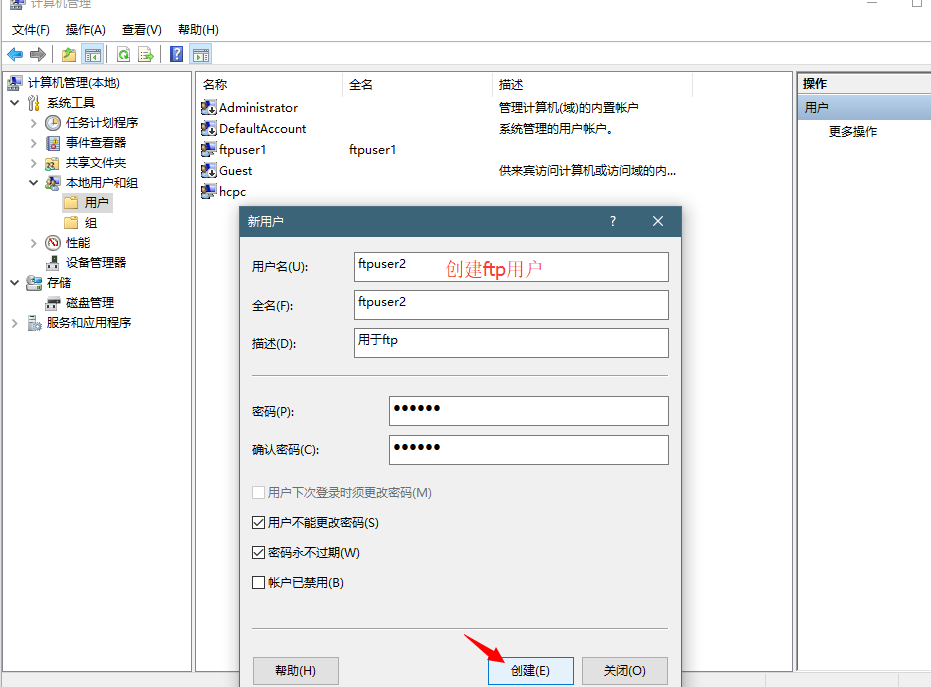 计算机管理
文件(F) 操作(A) 查看(V) 帮助(H)
计算机管理(本地)
系统工具
任务计划程序
事件查看器
共享文件夹
本地用户和组
用户
组
性能
设备管理器
存储
磁盘管理
服务和应用程序
名称 全名 描述
Administrator 管理计算机(域)的内置帐户
DefaultAccount 系统管理的用户帐户。
ftpuser1 ftpuser1
Guest 供来宾访问计算机或访问域的内...
hcpc
操作
用户
更多操作
新用户
用户名(U): ftpuser2 创建ftp用户
全名(F): ftpuser2
描述(D): 用于ftp
密码(P): ●●●●●●
确认密码(C): ●●●●●●
用户下次登录时须更改密码(M)
用户不能更改密码(S)
密码永不过期(W)
帐户已禁用(B)
帮助(H) 创建(E) 关闭(O)